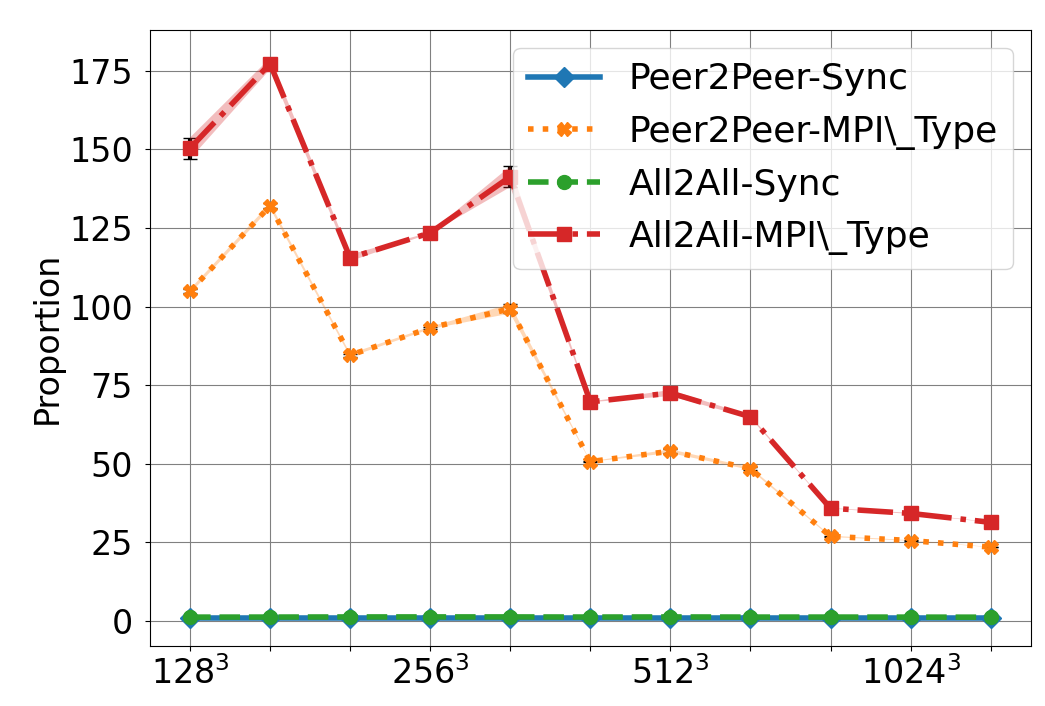 175
150
125
100
75
50
25
0
Proportion
Peer2Peer-Sync
Peer2Peer-MPI\_Type
All2All-Sync
All2All-MPI\_Type
128³ 256³ 512³ 1024³